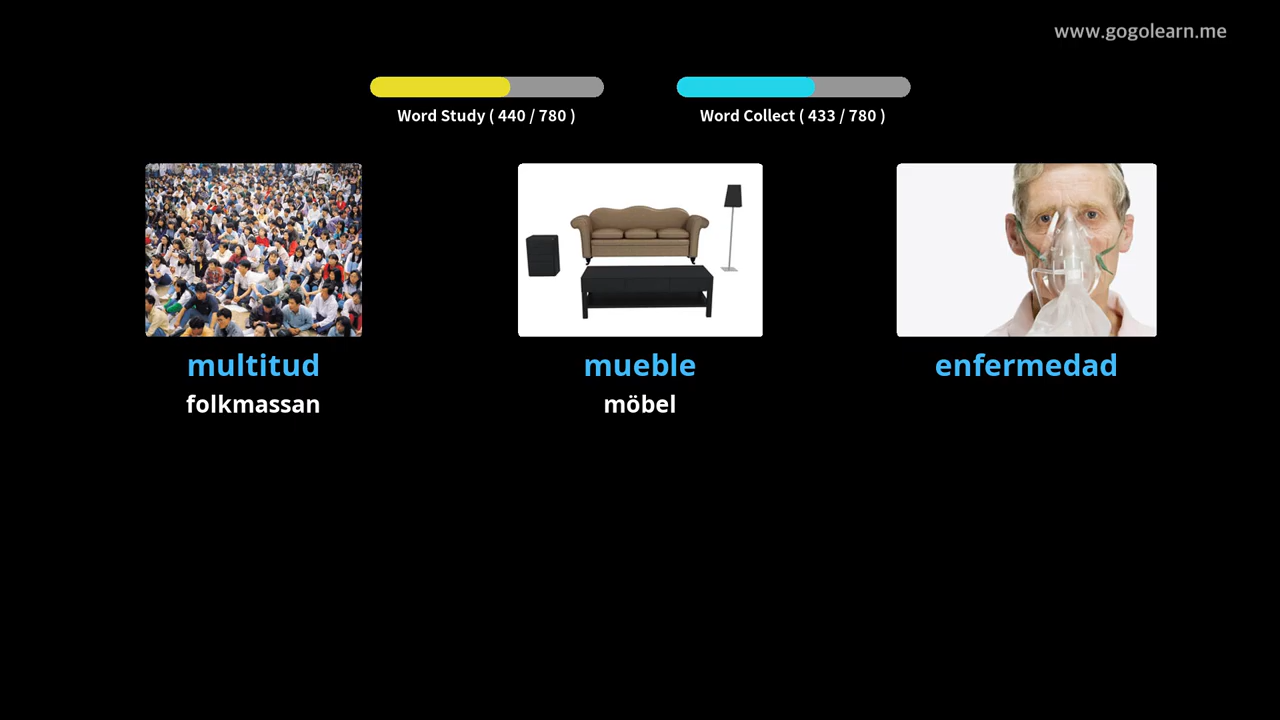 www.gogolearn.me
Word Study ( 440 / 780 )
Word Collect ( 433 / 780 )
multitud
folkmassan
mueble
möbel
enfermedad